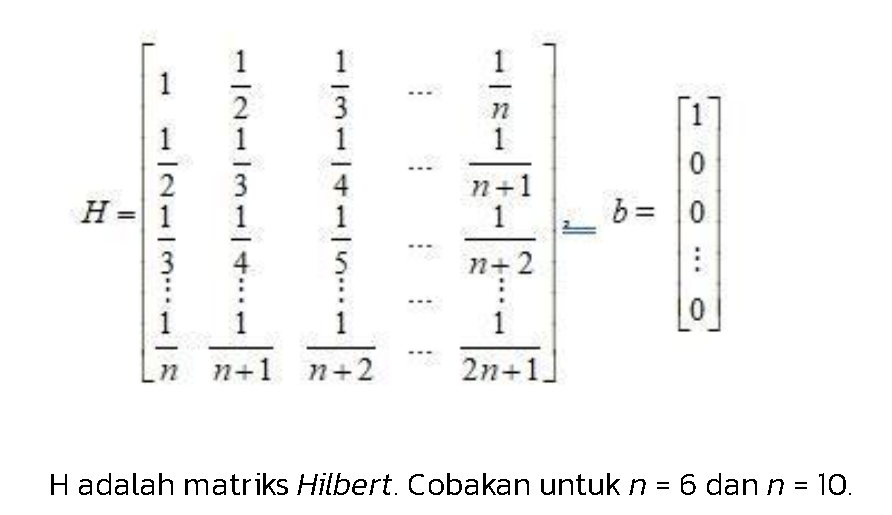 H = [ 1 1/2 1/3 ... 1/n
1/2 1/3 1/4 ... 1/n+1
1/3 1/4 1/5 ... 1/n+2 ⋮ ⋮ ⋮ ... ⋮
1/n 1/n+1 1/n+2 ... 1/2n+1 ] , b = [ 1 0 0 ⋮ 0 ]
H adalah matriks Hilbert. Cobakan untuk n = 6 dan n = 10.